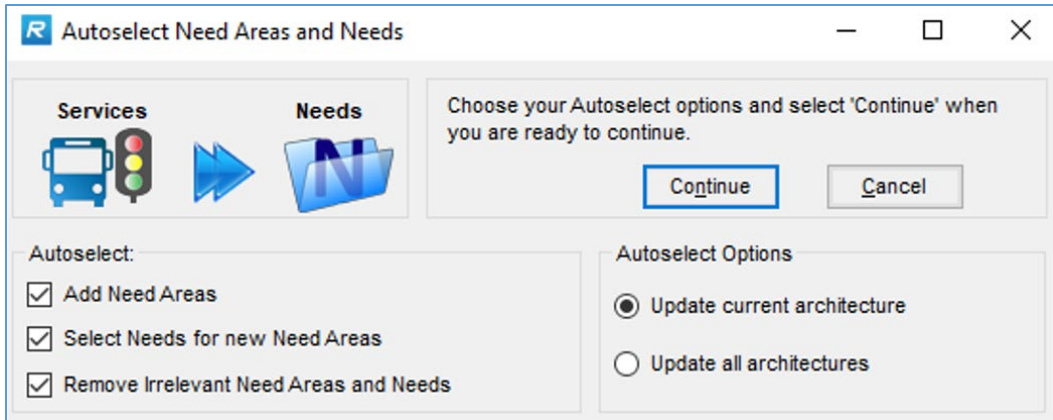 R Autoselect Need Areas and Needs
Services
Needs
N
Choose your Autoselect options and select 'Continue' when
you are ready to continue.
Continue
Cancel
Autoselect:
Add Need Areas
Select Needs for new Need Areas
Remove Irrelevant Need Areas and Needs
Autoselect Options
Update current architecture
Update all architectures